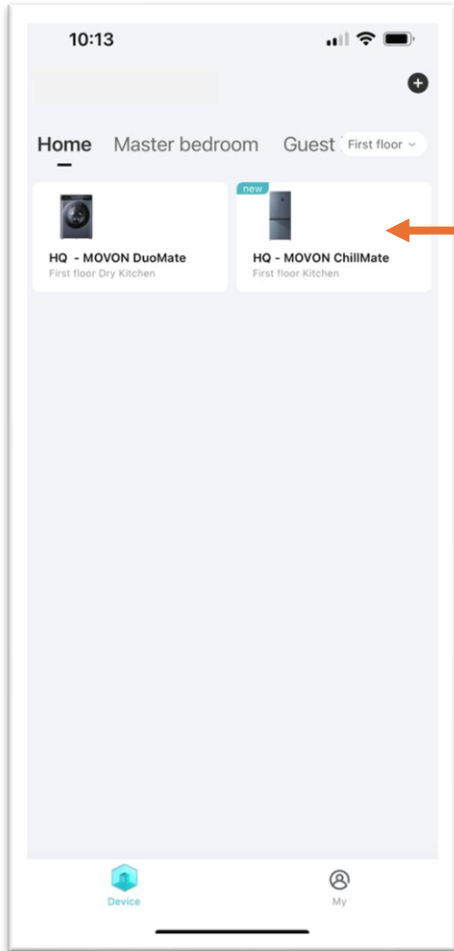 10:13
Home Master bedroom Guest First floor
new
HQ - MOVON DuoMate HQ - MOVON ChillMate
First floor Dry Kitchen First floor Kitchen
Device My